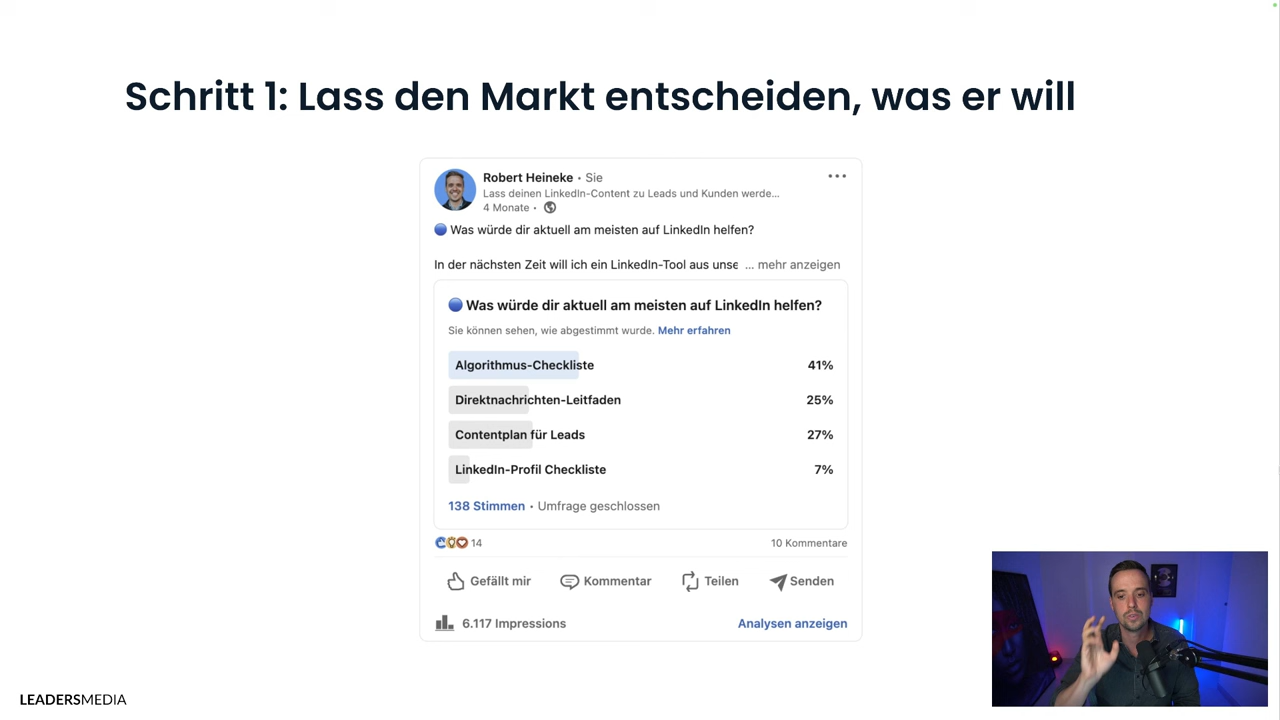 Schritt 1: Lass den Markt entscheiden, was er will
Robert Heineke • Sie
Lass deinen LinkedIn-Content zu Leads und Kunden werde...
4 Monate •
Was würde dir aktuell am meisten auf LinkedIn helfen?
In der nächsten Zeit will ich ein LinkedIn-Tool aus unse ... mehr anzeigen
Was würde dir aktuell am meisten auf LinkedIn helfen?
Sie können sehen, wie abgestimmt wurde. Mehr erfahren
Algorithmus-Checkliste 41%
Direktnachrichten-Leitfaden 25%
Contentplan für Leads 27%
LinkedIn-Profil Checkliste 7%
138 Stimmen • Umfrage geschlossen
14 10 Kommentare
Gefällt mir Kommentar Teilen Senden
6.117 Impressions Analysen anzeigen
LEADERSMEDIA